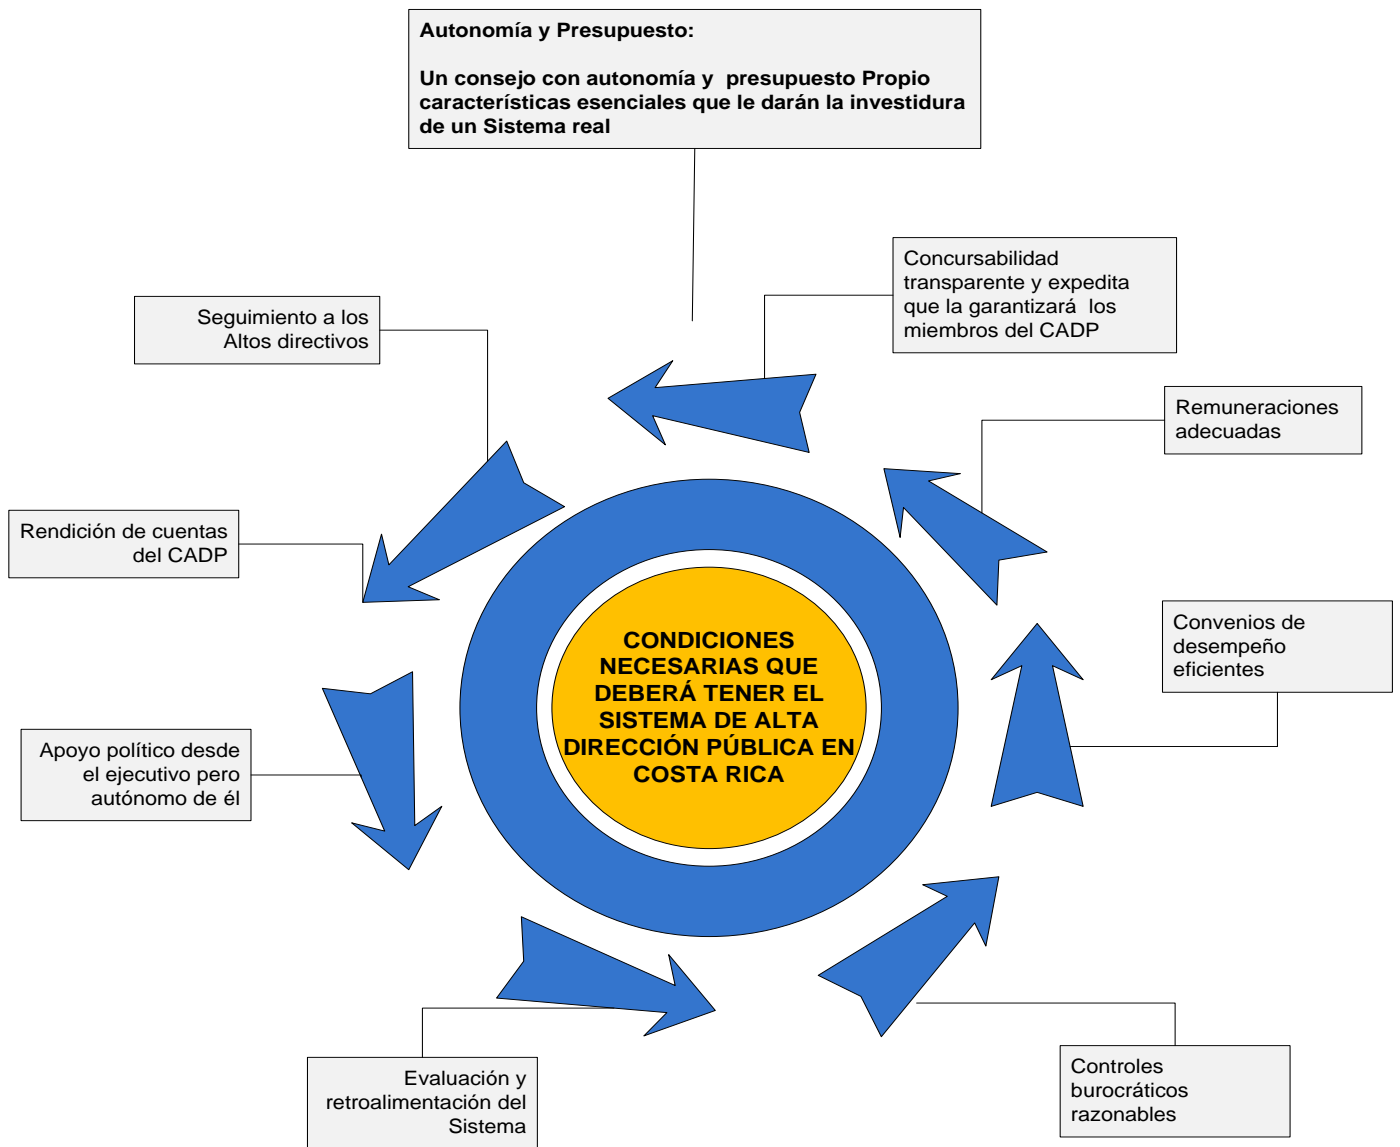 Autonomía y Presupuesto:
Un consejo con autonomía y  presupuesto Propio
características esenciales que le darán la investidura
de un Sistema real
Concursabilidad
transparente y expedita
que la garantizará  los
miembros del CADP
Seguimiento a los
Altos directivos
Remuneraciones
adecuadas
Rendición de cuentas
del CADP
Convenios de
desempeño
eficientes
CONDICIONES
NECESARIAS QUE
DEBERÁ TENER EL
SISTEMA DE ALTA
DIRECCIÓN PÚBLICA EN
COSTA RICA
Apoyo político desde
el ejecutivo pero
autónomo de él
Evaluación y
retroalimentación del
Sistema
Controles
burocráticos
razonables